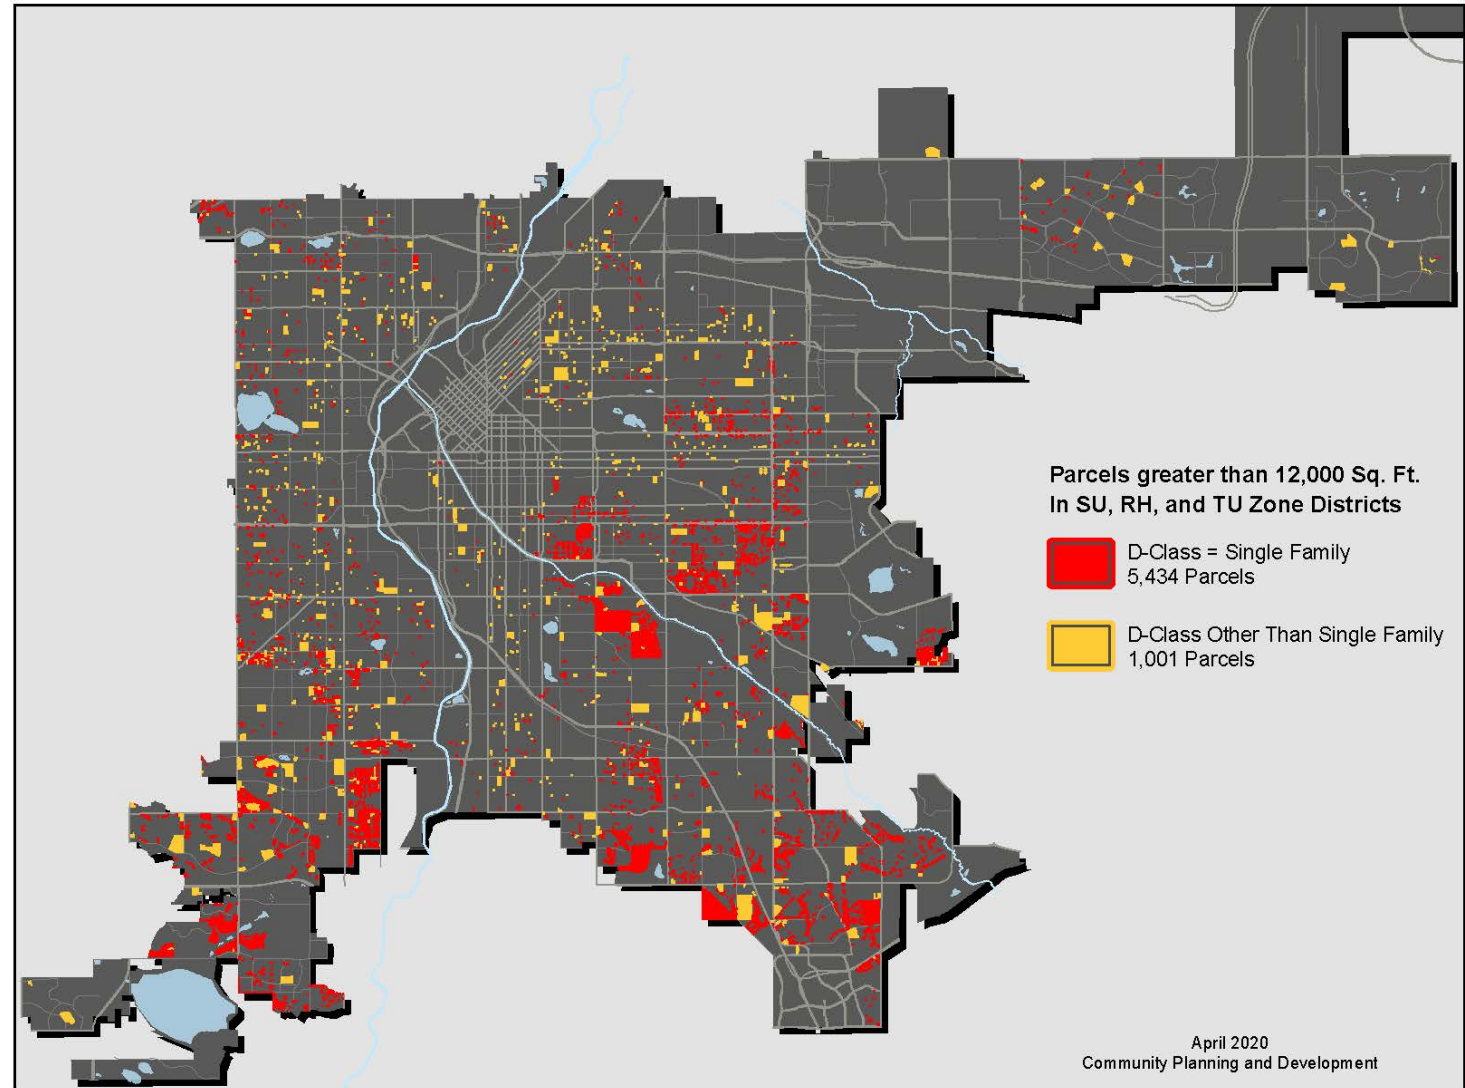 Parcels greater than 12,000 Sq. Ft.
In SU, RH, and TU Zone Districts
D-Class = Single Family
5,434 Parcels
D-Class Other Than Single Family
1,001 Parcels
April 2020
Community Planning and Development